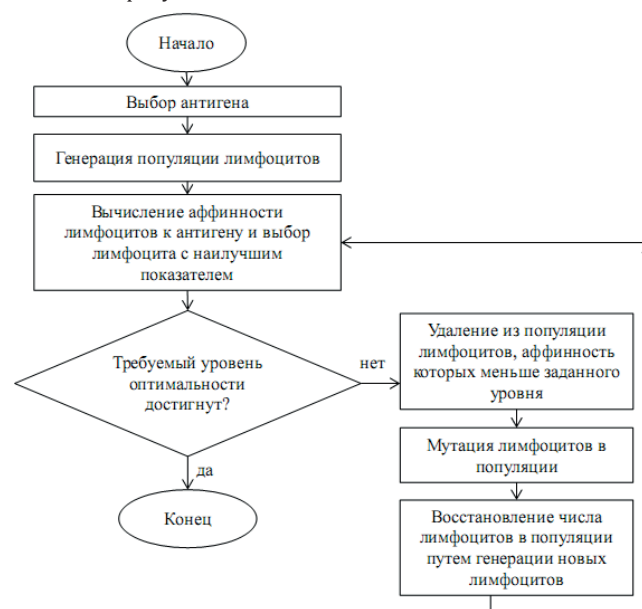 Начало
Выбор антигена
Генерация популяции лимфоцитов
Вычисление аффинности
лимфоцитов к антигену и выбор
лимфоцита с наилучшим
показателем
Требуемый уровень
оптимальности
достигнут?
нет
да
Конец
Удаление из популяции
лимфоцитов, аффинность
которых меньше заданного
уровня
Мутация лимфоцитов в
популяции
Восстановление числа
лимфоцитов в популяции
путем генерации новых
лимфоцитов